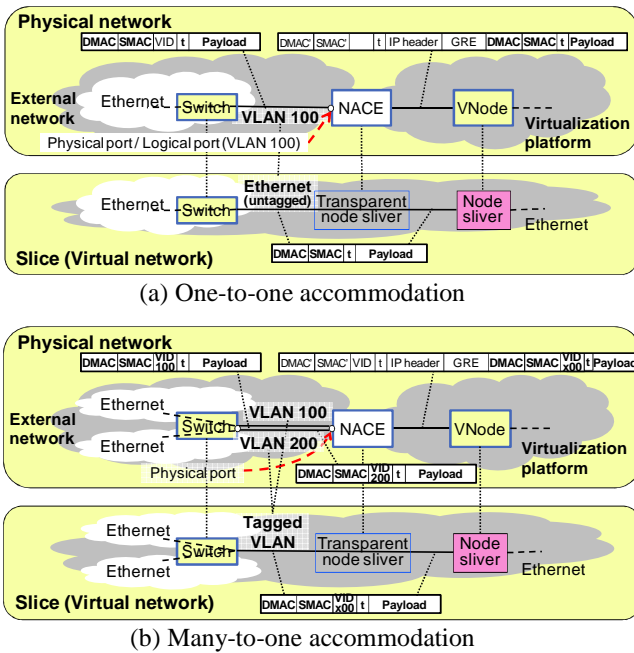 Physical network
DMAC SMAC VID t Payload
DMAC' SMAC' t IP header GRE DMAC SMAC t Payload
External network
Ethernet
Switch
VLAN 100
NACE
VNode
Virtualization platform
Physical port / Logical port (VLAN 100)
Ethernet (untagged)
Ethernet
Switch
Transparent node sliver
Node sliver
Ethernet
DMAC SMAC t Payload
Slice (Virtual network)
(a) One-to-one accommodation
Physical network
DMAC SMAC VID 100 t Payload
DMAC' SMAC' VID t IP header GRE DMAC SMAC VID x00 t Payload
Ethernet
External network
Switch
VLAN 100
VLAN 200
NACE
VNode
Ethernet
Virtualization platform
Physical port
DMAC SMAC VID 200 t Payload
Ethernet
Tagged VLAN
Switch
Transparent node sliver
Node sliver
Ethernet
Ethernet
DMAC SMAC VID x00 t Payload
Slice (Virtual network)
(b) Many-to-one accommodation